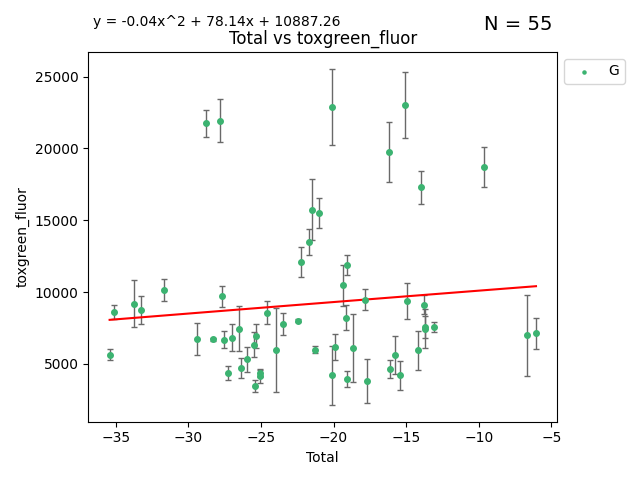 y = -0.04x^2 + 78.14x + 10887.26
N = 55
Total vs toxgreen_fluor
G
25000
20000
15000
10000
5000
toxgreen_fluor
−35 −30 −25 −20 −15 −10 −5
Total